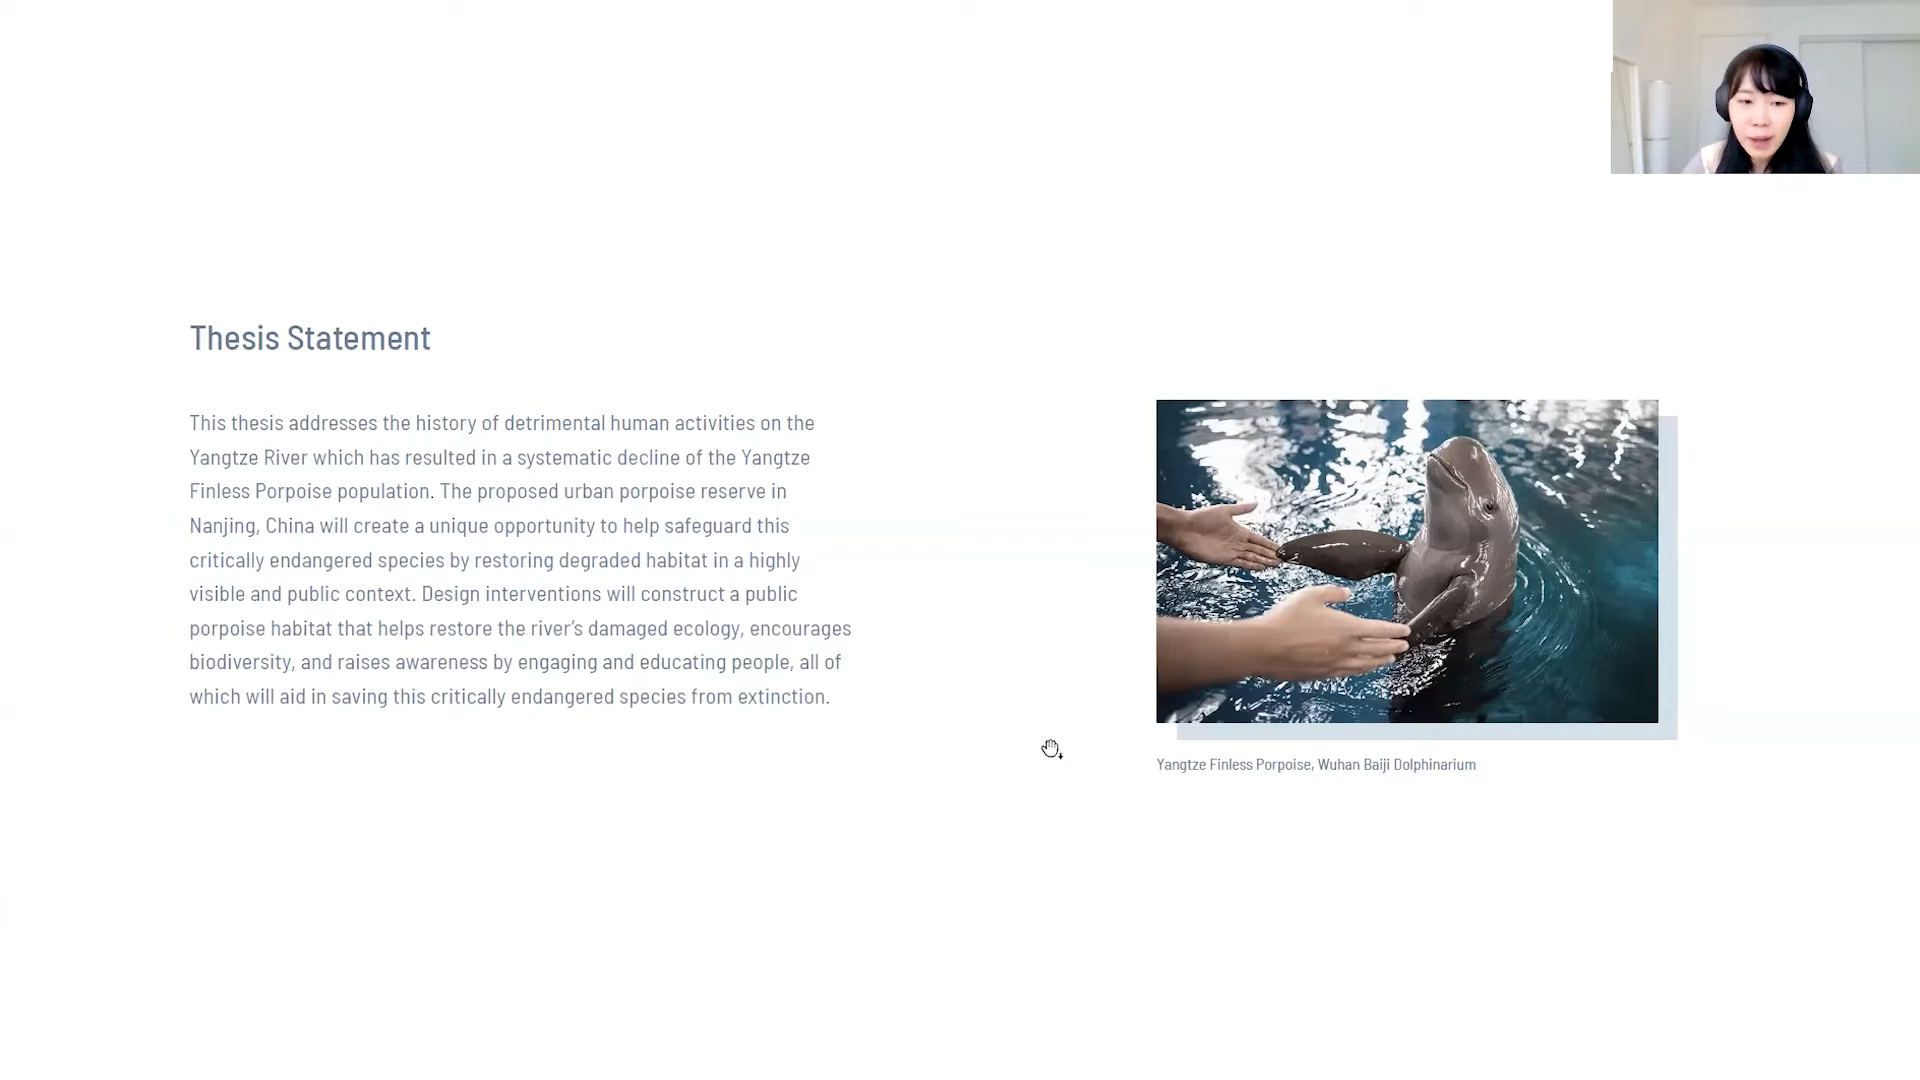 Thesis Statement
This thesis addresses the history of detrimental human activities on the
Yangtze River which has resulted in a systematic decline of the Yangtze
Finless Porpoise population. The proposed urban porpoise reserve in
Nanjing, China will create a unique opportunity to help safeguard this
critically endangered species by restoring degraded habitat in a highly
visible and public context. Design interventions will construct a public
porpoise habitat that helps restore the river’s damaged ecology, encourages
biodiversity, and raises awareness by engaging and educating people, all of
which will aid in saving this critically endangered species from extinction.
Yangtze Finless Porpoise, Wuhan Baiji Dolphinarium